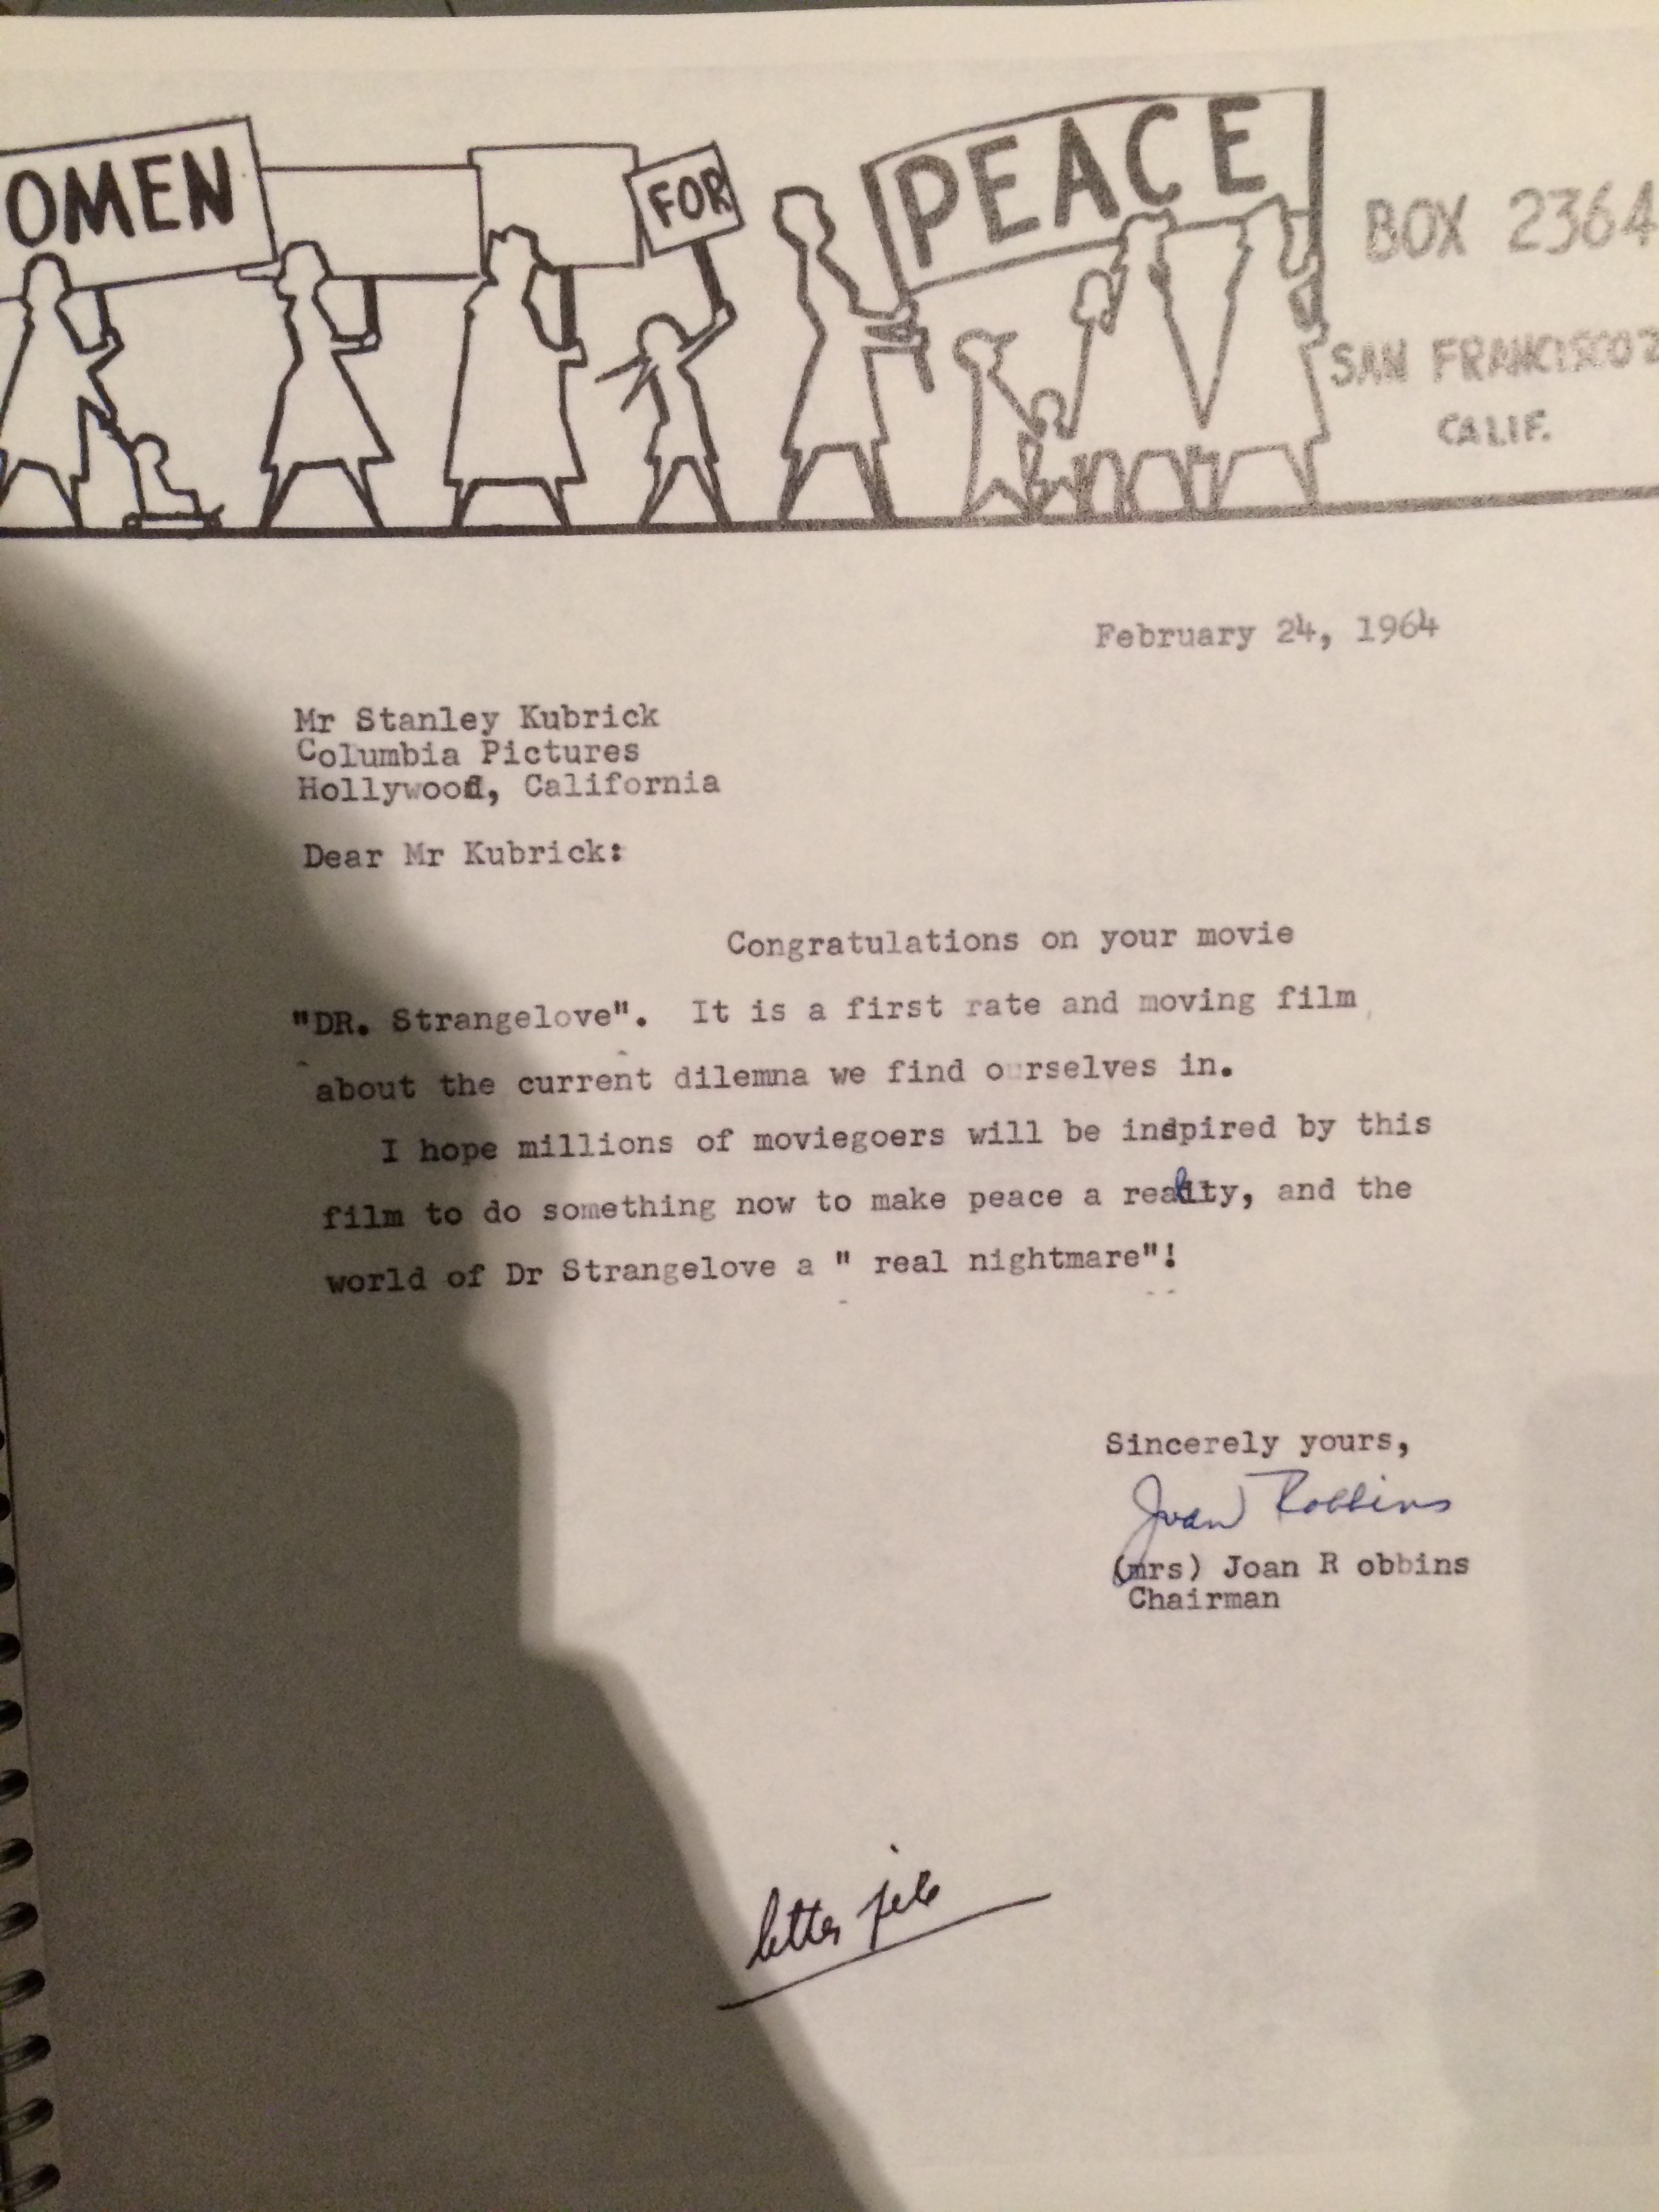 OMEN FOR PEACE
BOX 2364
SAN FRANCISCO 2
CALIF.
February 24, 1964
Mr Stanley Kubrick
Columbia Pictures
Hollywood, California
Dear Mr Kubrick:
Congratulations on your movie
"DR. Strangelove". It is a first rate and moving film
about the current dilemna we find ourselves in.
I hope millions of moviegoers will be inspired by this
film to do something now to make peace a reality, and the
world of Dr Strangelove a " real nightmare"!
Sincerely yours,
Joan Robbins
(mrs) Joan R obbins
Chairman
letter file